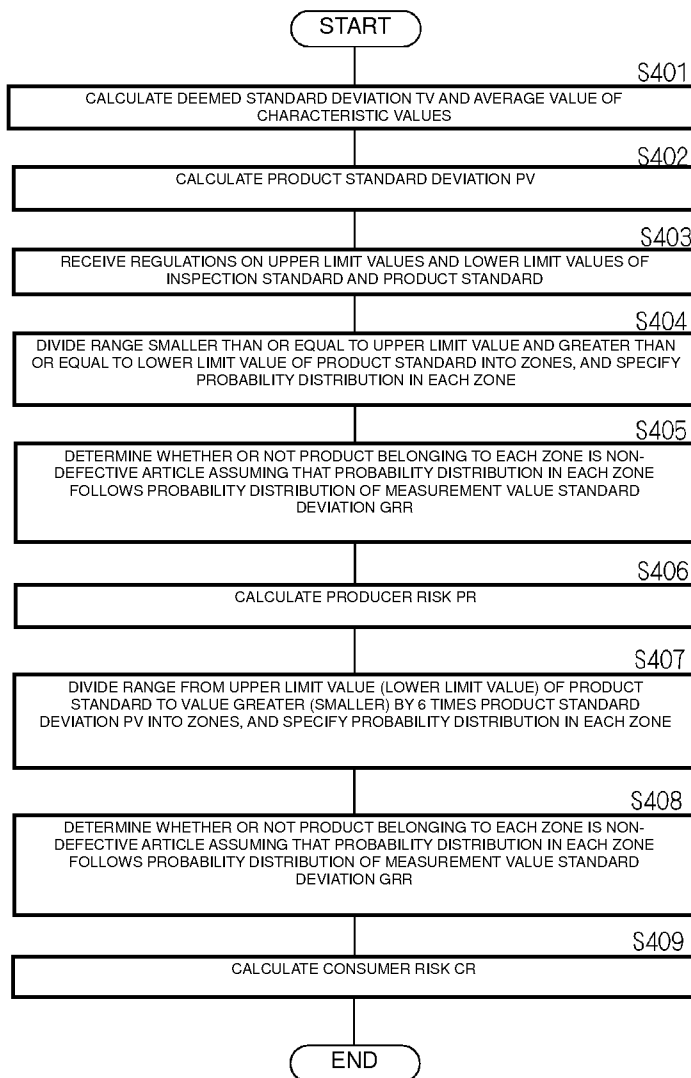 START
S401
CALCULATE DEEMED STANDARD DEVIATION TV AND AVERAGE VALUE OF
CHARACTERISTIC VALUES
S402
CALCULATE PRODUCT STANDARD DEVIATION PV
S403
RECEIVE REGULATIONS ON UPPER LIMIT VALUES AND LOWER LIMIT VALUES OF
INSPECTION STANDARD AND PRODUCT STANDARD
S404
DIVIDE RANGE SMALLER THAN OR EQUAL TO UPPER LIMIT VALUE AND GREATER THAN
OR EQUAL TO LOWER LIMIT VALUE OF PRODUCT STANDARD INTO ZONES, AND SPECIFY
PROBABILITY DISTRIBUTION IN EACH ZONE
S405
DETERMINE WHETHER OR NOT PRODUCT BELONGING TO EACH ZONE IS NON-
DEFECTIVE ARTICLE ASSUMING THAT PROBABILITY DISTRIBUTION IN EACH ZONE
FOLLOWS PROBABILITY DISTRIBUTION OF MEASUREMENT VALUE STANDARD
DEVIATION GRR
S406
CALCULATE PRODUCER RISK PR
S407
DIVIDE RANGE FROM UPPER LIMIT VALUE (LOWER LIMIT VALUE) OF PRODUCT
STANDARD TO VALUE GREATER (SMALLER) BY 6 TIMES PRODUCT STANDARD
DEVIATION PV INTO ZONES, AND SPECIFY PROBABILITY DISTRIBUTION IN EACH ZONE
S408
DETERMINE WHETHER OR NOT PRODUCT BELONGING TO EACH ZONE IS NON-
DEFECTIVE ARTICLE ASSUMING THAT PROBABILITY DISTRIBUTION IN EACH ZONE
FOLLOWS PROBABILITY DISTRIBUTION OF MEASUREMENT VALUE STANDARD
DEVIATION GRR
S409
CALCULATE CONSUMER RISK CR
END